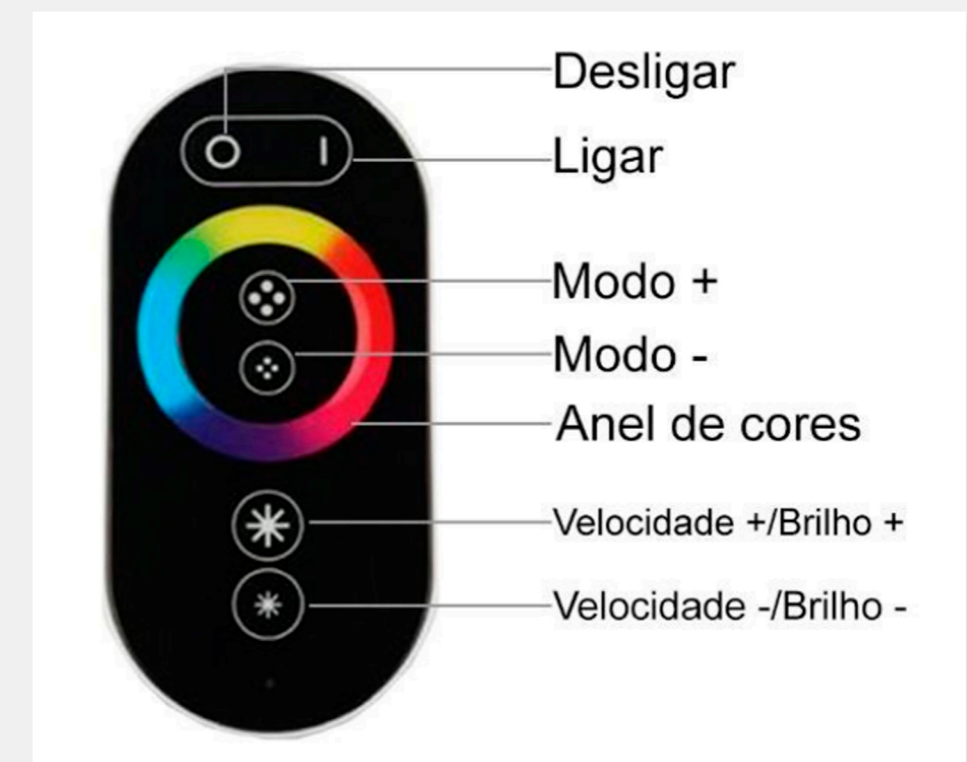 Desligar
Ligar
Modo +
Modo -
Anel de cores
Velocidade +/Brilho +
Velocidade -/Brilho -